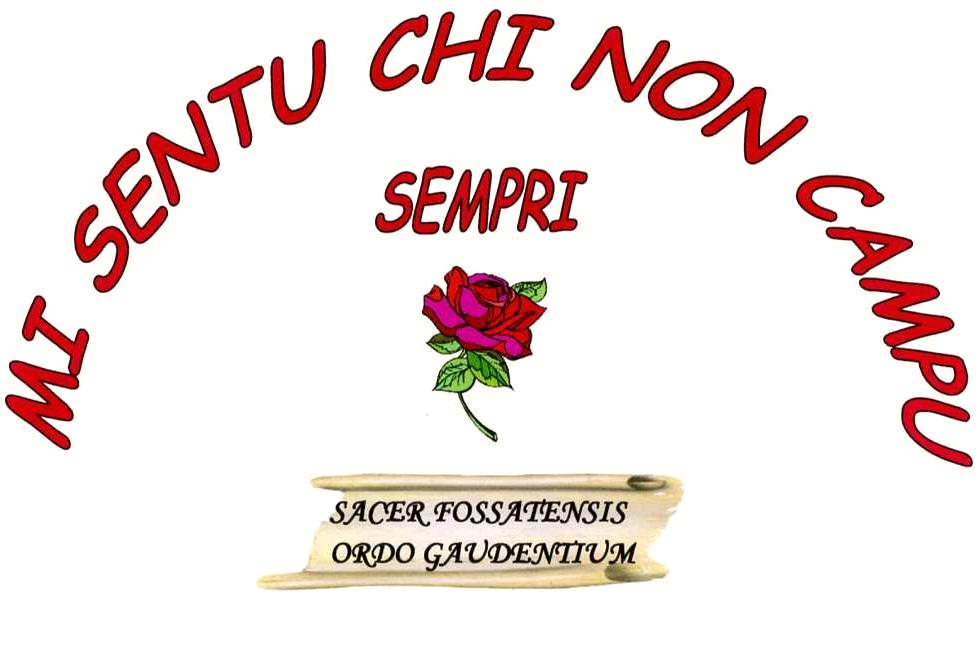 MI SENTU CHI NON CAMPU
SEMPRI
SACER FOSSATENSIS
ORDO GAUDENTIUM